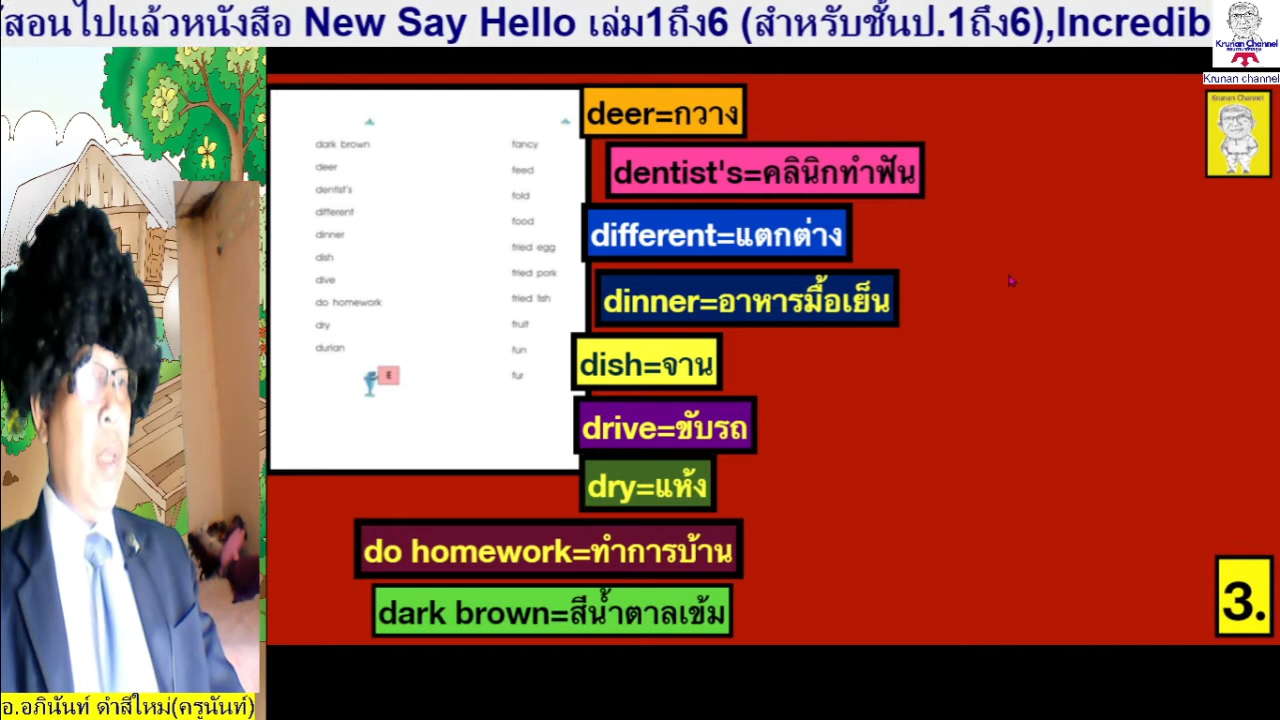 สอนไปแล้วหนังสือ New Say Hello เล่ม1ถึง6 (สำหรับชั้นป.1ถึง6),Incredib
Krunan Channel
Krunan channel
Krunan Channel
dark brown
deer
dentist's
different
dinner
dish
dive
do homework
dry
durian
E
fancy
feed
fold
food
fried egg
fried pork
fried fish
fruit
fun
fur
deer=กวาง
dentist's=คลินิกทำฟัน
different=แตกต่าง
dinner=อาหารมื้อเย็น
dish=จาน
drive=ขับรถ
dry=แห้ง
do homework=ทำการบ้าน
dark brown=สีน้ำตาลเข้ม
3.
อ.อภินันท์ ดำสีใหม่(ครูนันท์)